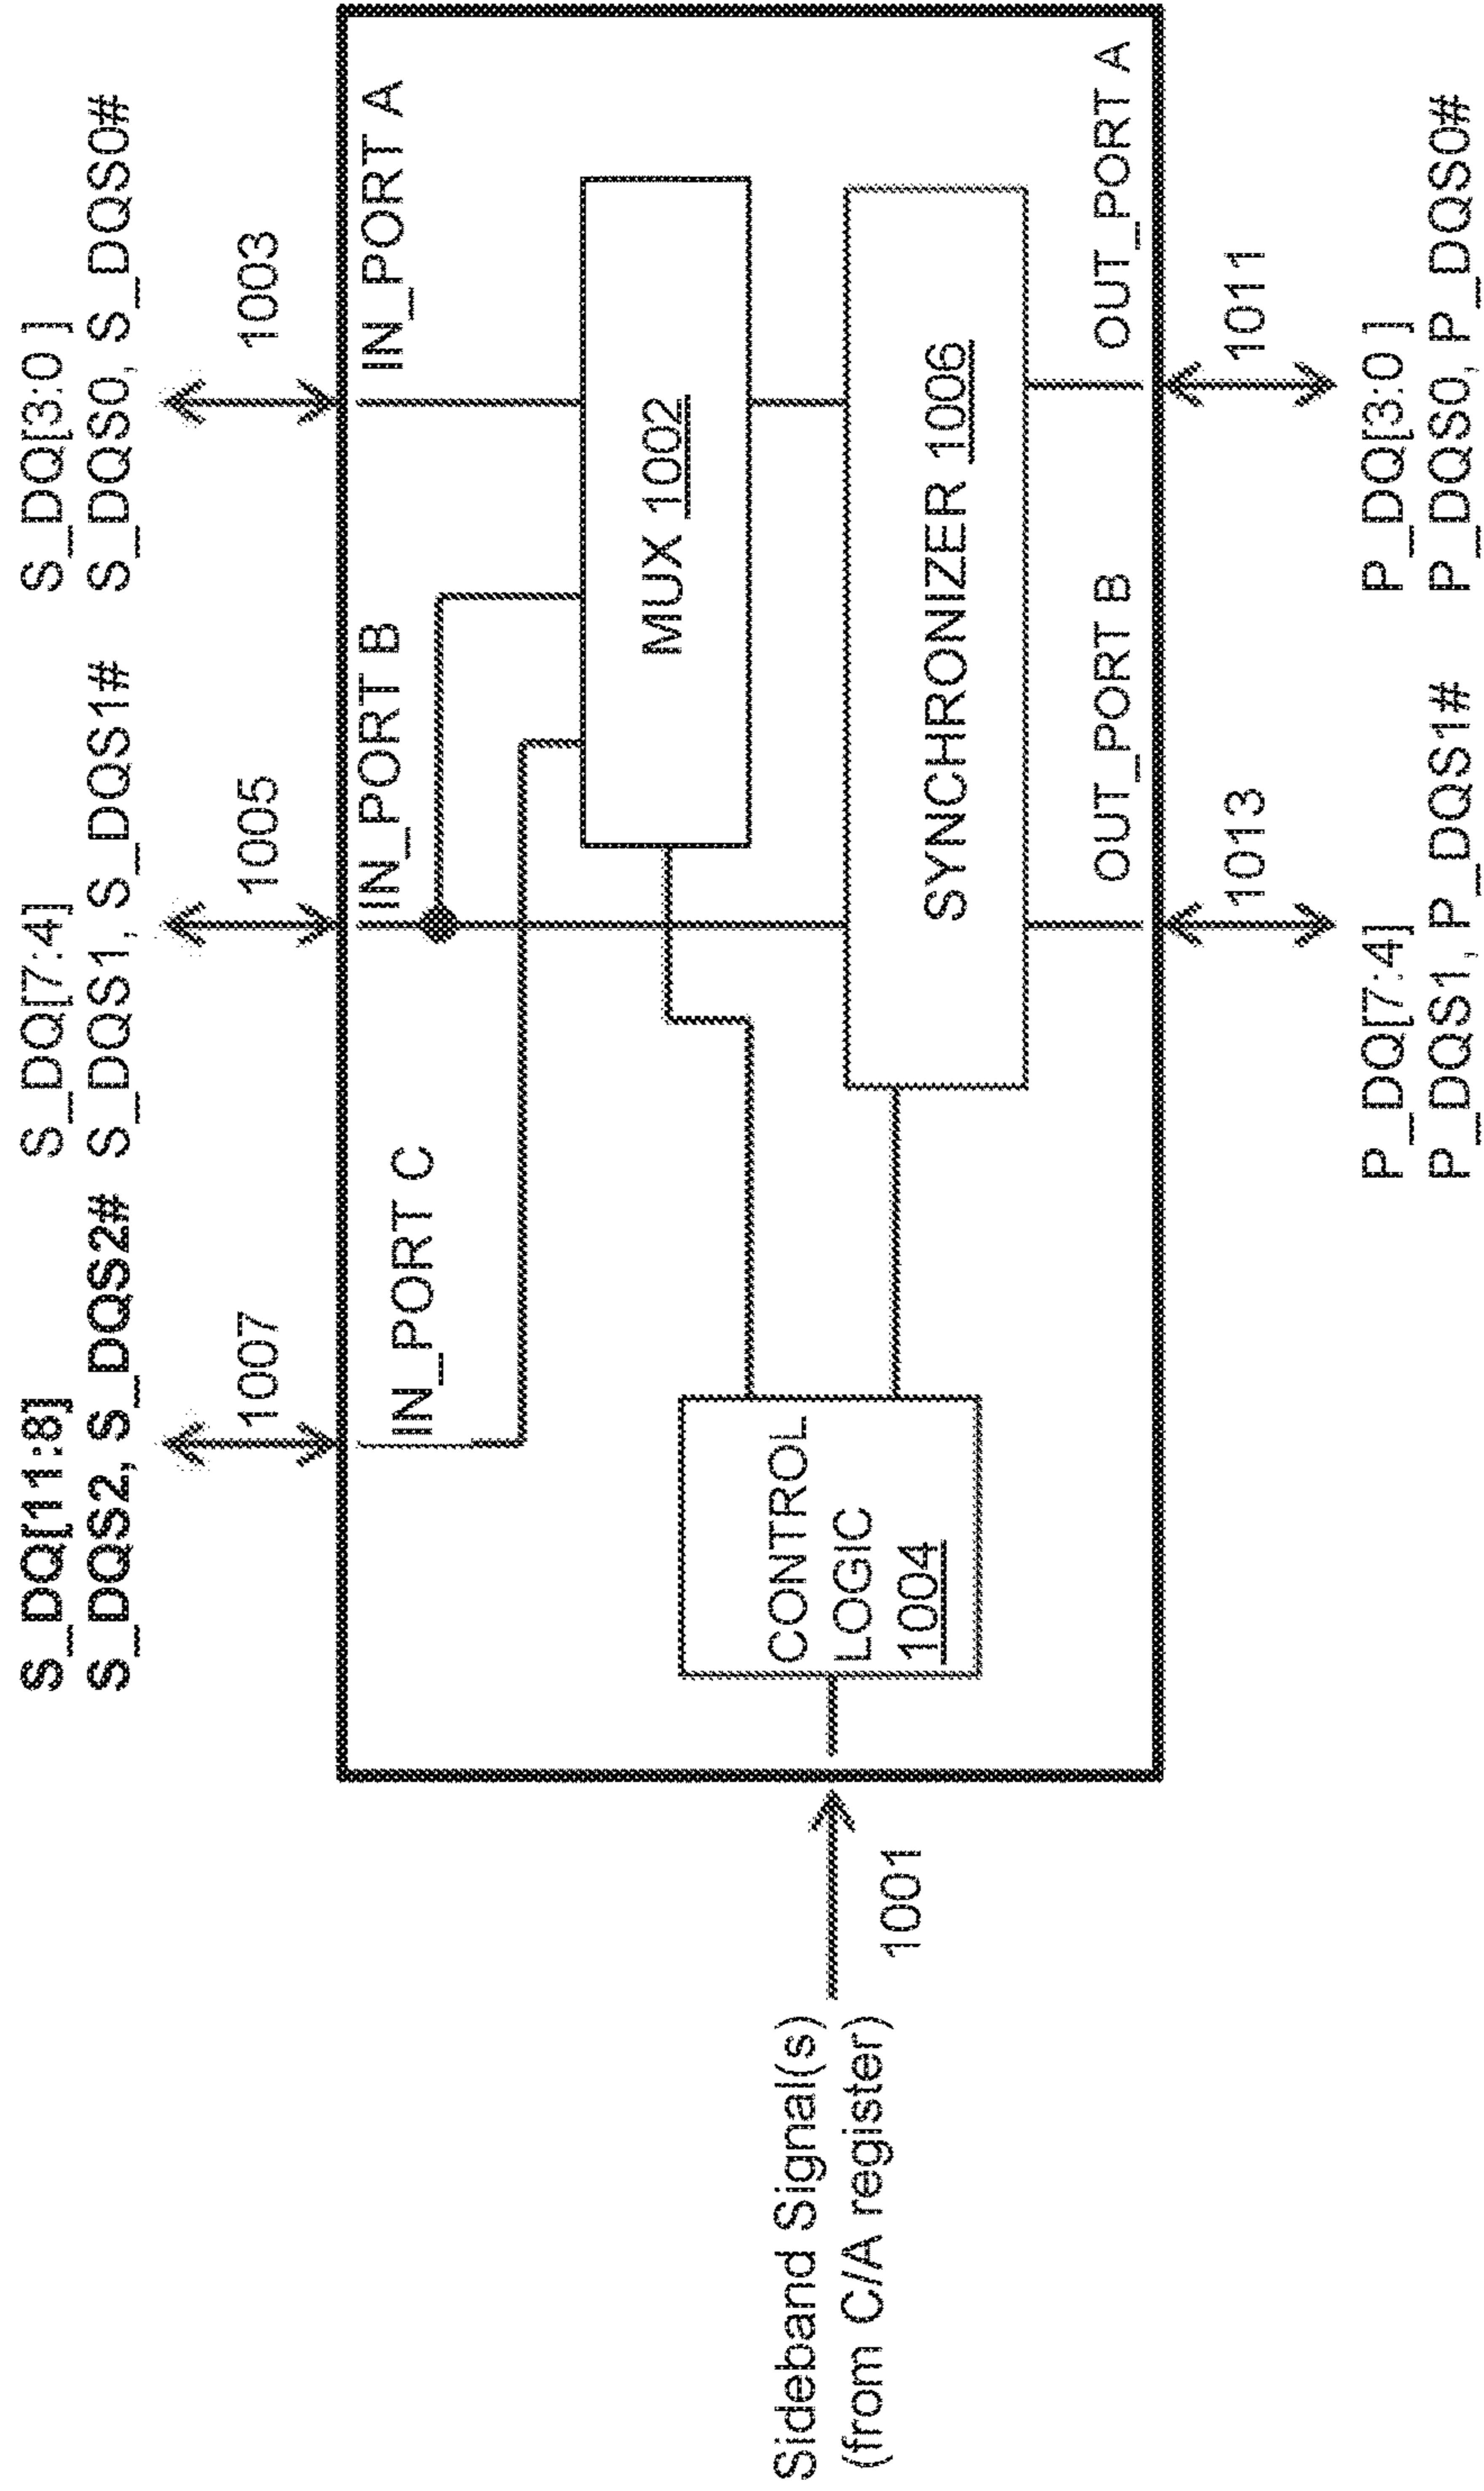 S_DQ[11:8]
S_DQS2, S_DQS2#
S_DQ[7:4]
S_DQS1, S_DQS1#
S_DQ[3:0 ]
S_DQS0, S_DQS0#
1007
1005
1003
IN_PORT C
IN_PORT B
IN_PORT A
MUX 1002
CONTROL
LOGIC
1004
SYNCHRONIZER 1006
Sideband Signal(s)
(from C/A register)
1001
OUT_PORT B
OUT_PORT A
1013
1011
P_DQ[7:4]
P_DQS1, P_DQS1#
P_DQ[3:0 ]
P_DQS0, P_DQS0#